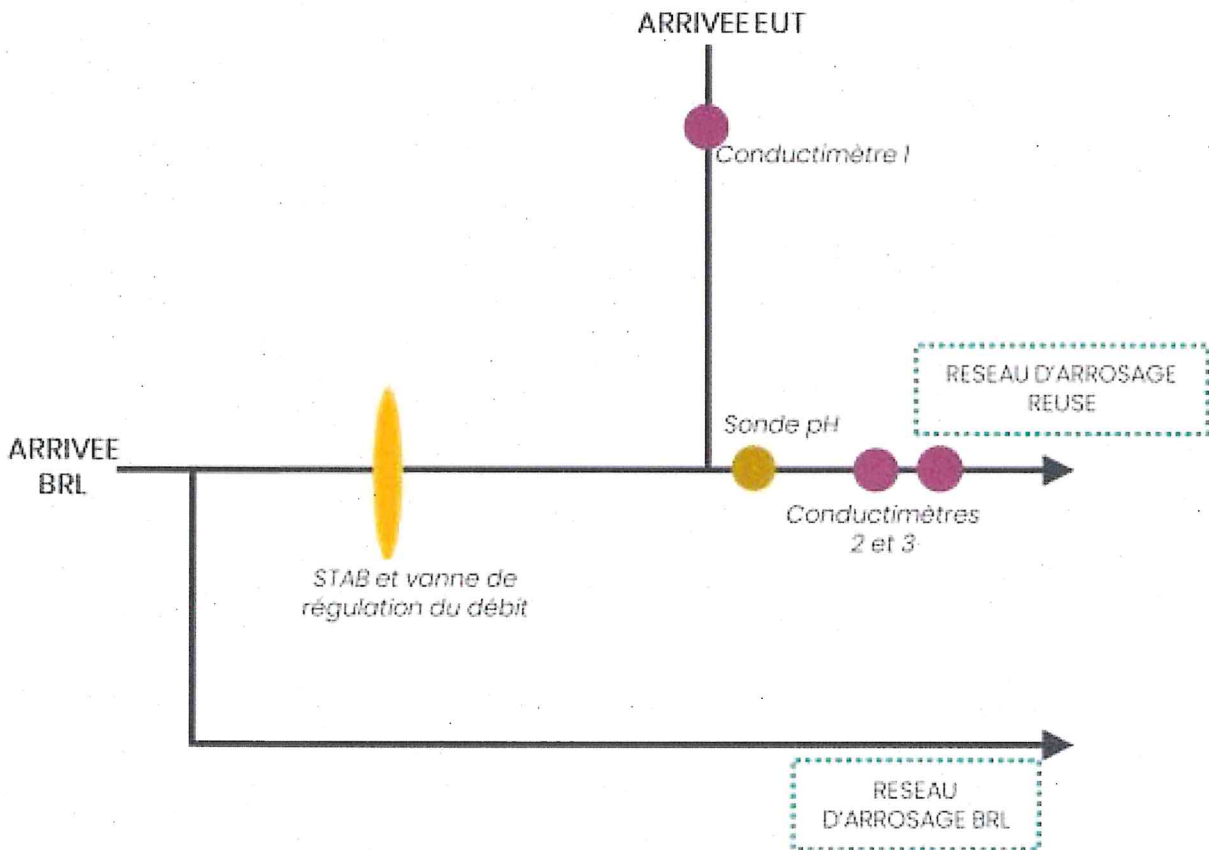 ARRIVEE EUT
Conductimètre 1
RESEAU D'ARROSAGE
REUSE
Sonde pH
ARRIVEE
BRL
Conductimètres
2 et 3
STAB et vanne de
régulation du débit
RESEAU
D'ARROSAGE BRL